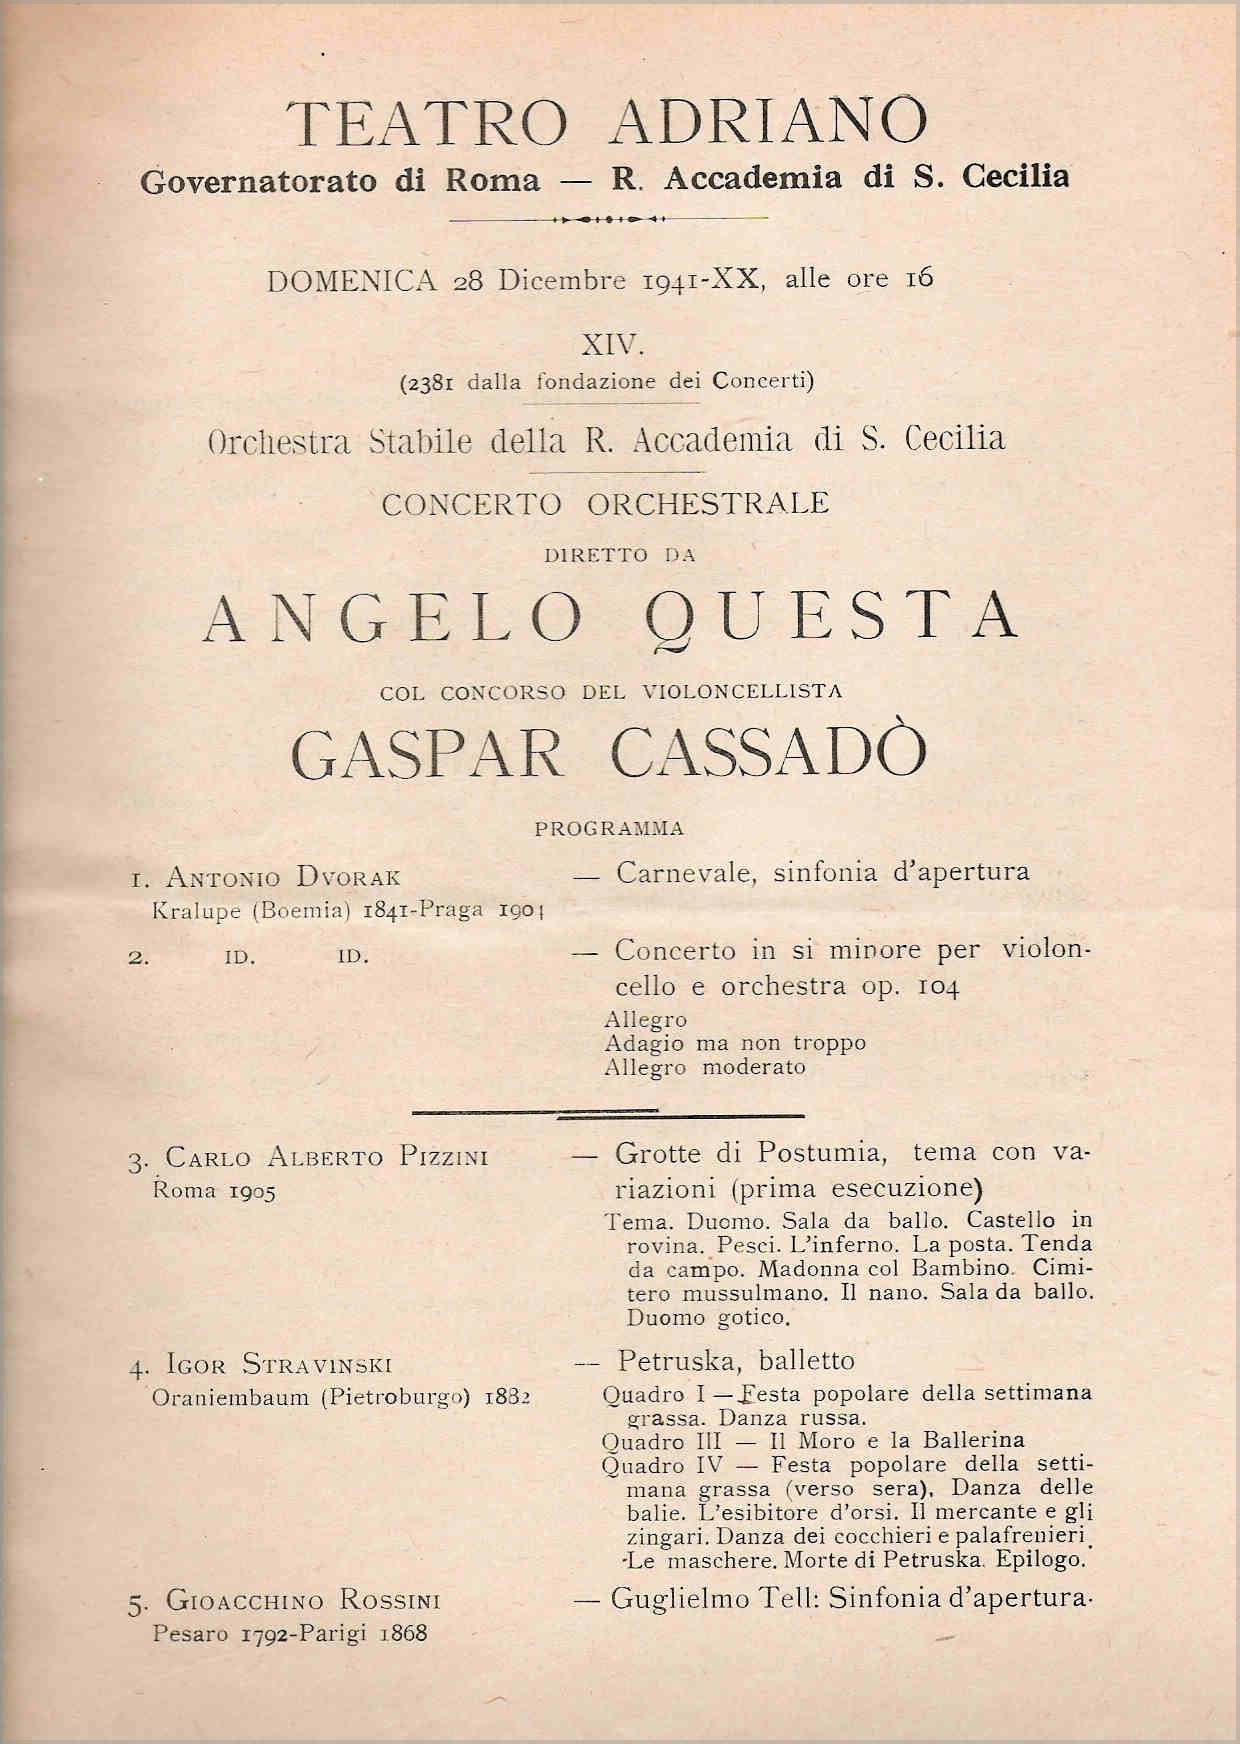 TEATRO ADRIANO
Governatorato di Roma — R. Accademia di S. Cecilia
DOMENICA 28 Dicembre 1941-XX, alle ore 16
XIV.
(2381 dalla fondazione dei Concerti)
Orchestra Stabile della R. Accademia di S. Cecilia
CONCERTO ORCHESTRALE
DIRETTO DA
ANGELO QUESTA
COL CONCORSO DEL VIOLONCELLISTA
GASPAR CASSADÒ
PROGRAMMA
1. ANTONIO DVORAK — Carnevale, sinfonia d'apertura
Kralupe (Boemia) 1841-Praga 1904
2. ID. ID. — Concerto in si minore per violon-
cello e orchestra op. 104
Allegro
Adagio ma non troppo
Allegro moderato
3. CARLO ALBERTO PIZZINI — Grotte di Postumia, tema con va-
Roma 1905 riazioni (prima esecuzione)
Tema. Duomo. Sala da ballo. Castello in
rovina. Pesci. L'inferno. La posta. Tenda
da campo. Madonna col Bambino. Cimi-
tero mussulmano. Il nano. Sala da ballo.
Duomo gotico.
4. IGOR STRAVINSKI — Petruska, balletto
Oraniembaum (Pietroburgo) 1882 Quadro I — Festa popolare della settimana
grassa. Danza russa.
Quadro III — Il Moro e la Ballerina
Quadro IV — Festa popolare della setti-
mana grassa (verso sera), Danza delle
balie. L'esibitore d'orsi. Il mercante e gli
zingari. Danza dei cocchieri e palafrenieri.
Le maschere. Morte di Petruska. Epilogo.
5. GIOACCHINO ROSSINI — Guglielmo Tell: Sinfonia d'apertura.
Pesaro 1792-Parigi 1868